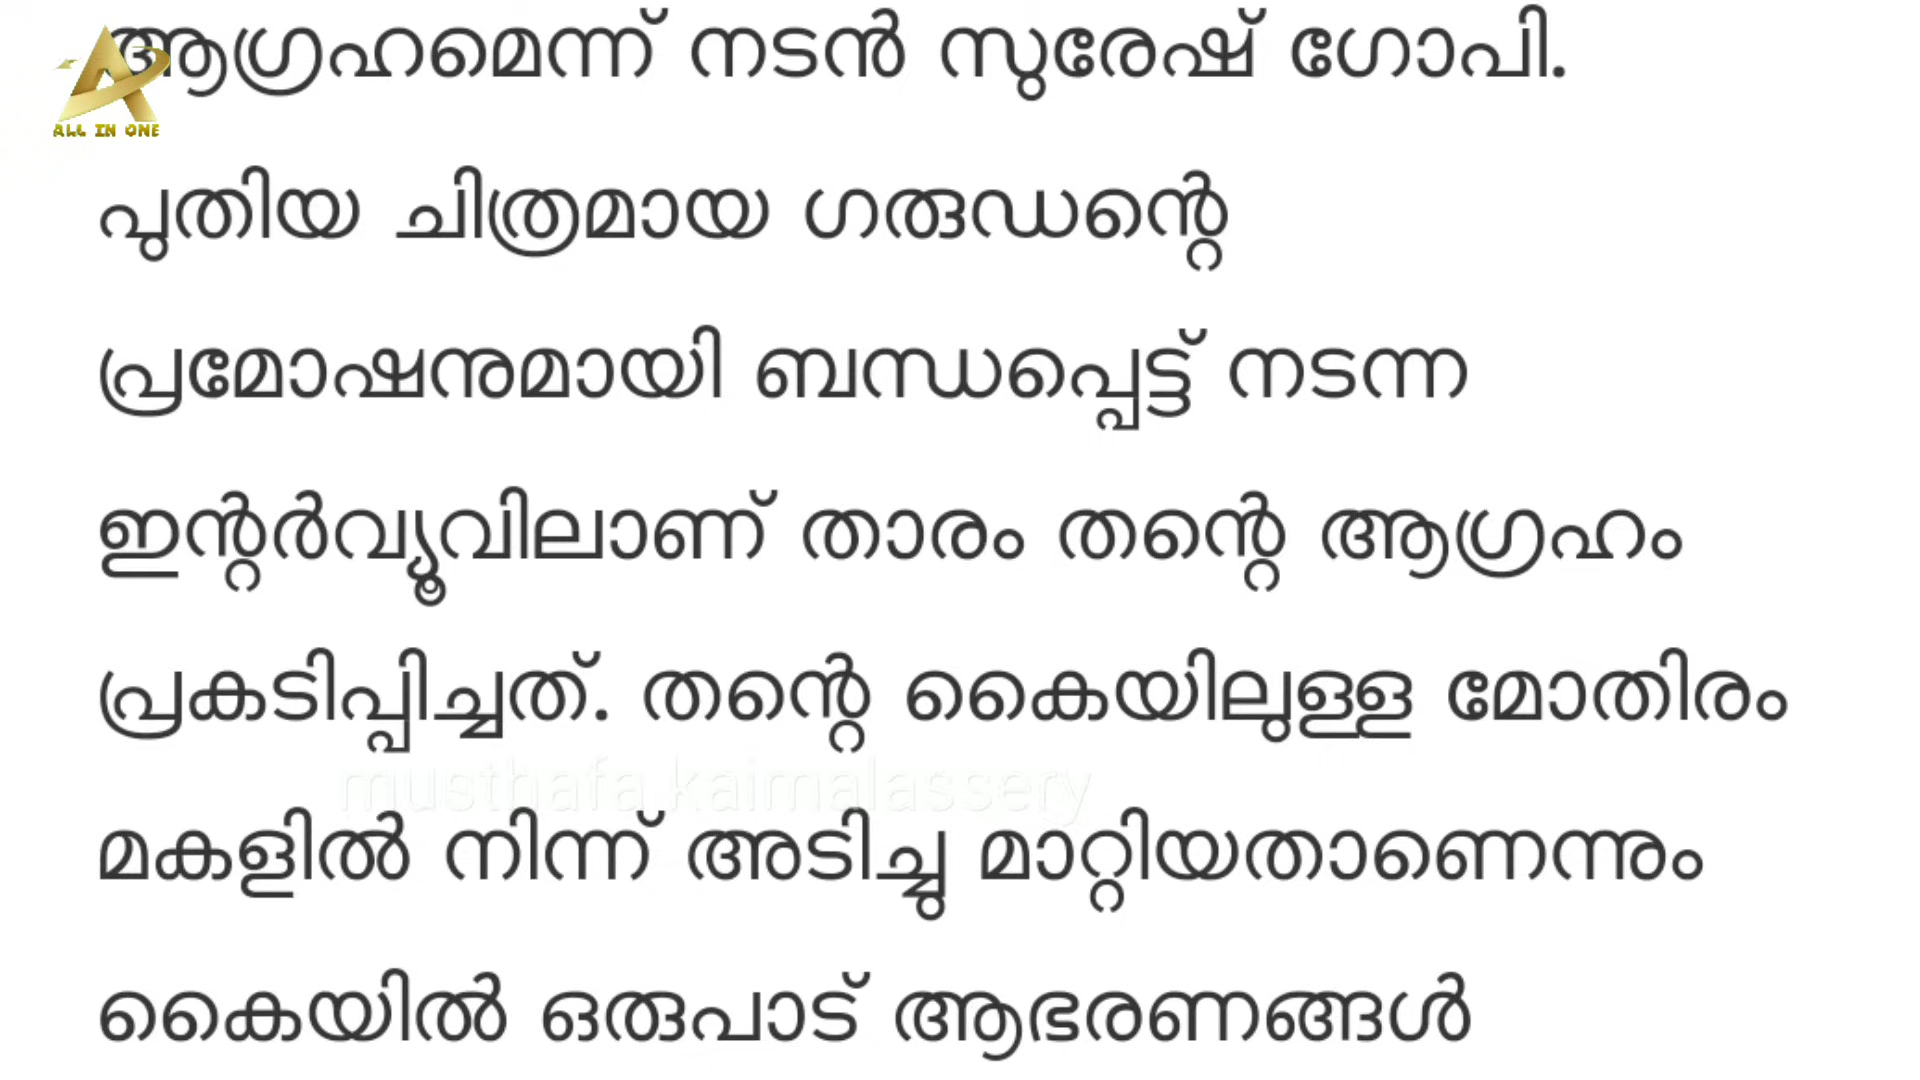 ആഗ്രഹമെന്ന് നടൻ സുരേഷ് ഗോപി.
ALL IN ONE
പുതിയ ചിത്രമായ ഗരുഡന്റെ
പ്രമോഷനുമായി ബന്ധപ്പെട്ട് നടന്ന
ഇന്റർവ്യൂവിലാണ് താരം തന്റെ ആഗ്രഹം
പ്രകടിപ്പിച്ചത്. തന്റെ കൈയിലുള്ള മോതിരം
musthafa kaimalassery
മകളിൽ നിന്ന് അടിച്ചു മാറ്റിയതാണെന്നും
കൈയിൽ ഒരുപാട് ആഭരണങ്ങൾ